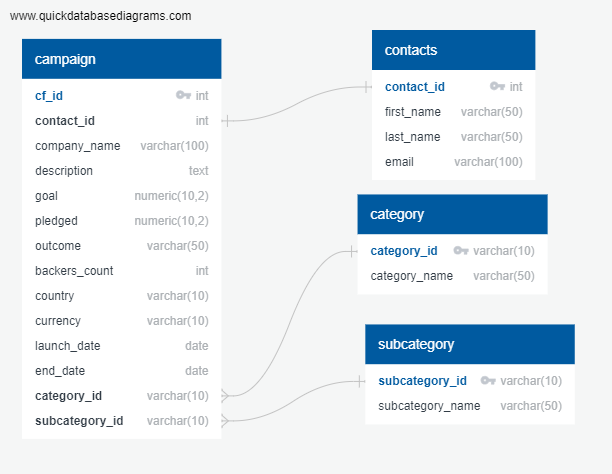 www.quickdatabasediagrams.com
campaign
cf_id int
contact_id int
company_name varchar(100)
description text
goal numeric(10,2)
pledged numeric(10,2)
outcome varchar(50)
backers_count int
country varchar(10)
currency varchar(10)
launch_date date
end_date date
category_id varchar(10)
subcategory_id varchar(10)
contacts
contact_id int
first_name varchar(50)
last_name varchar(50)
email varchar(100)
category
category_id varchar(10)
category_name varchar(50)
subcategory
subcategory_id varchar(10)
subcategory_name varchar(50)